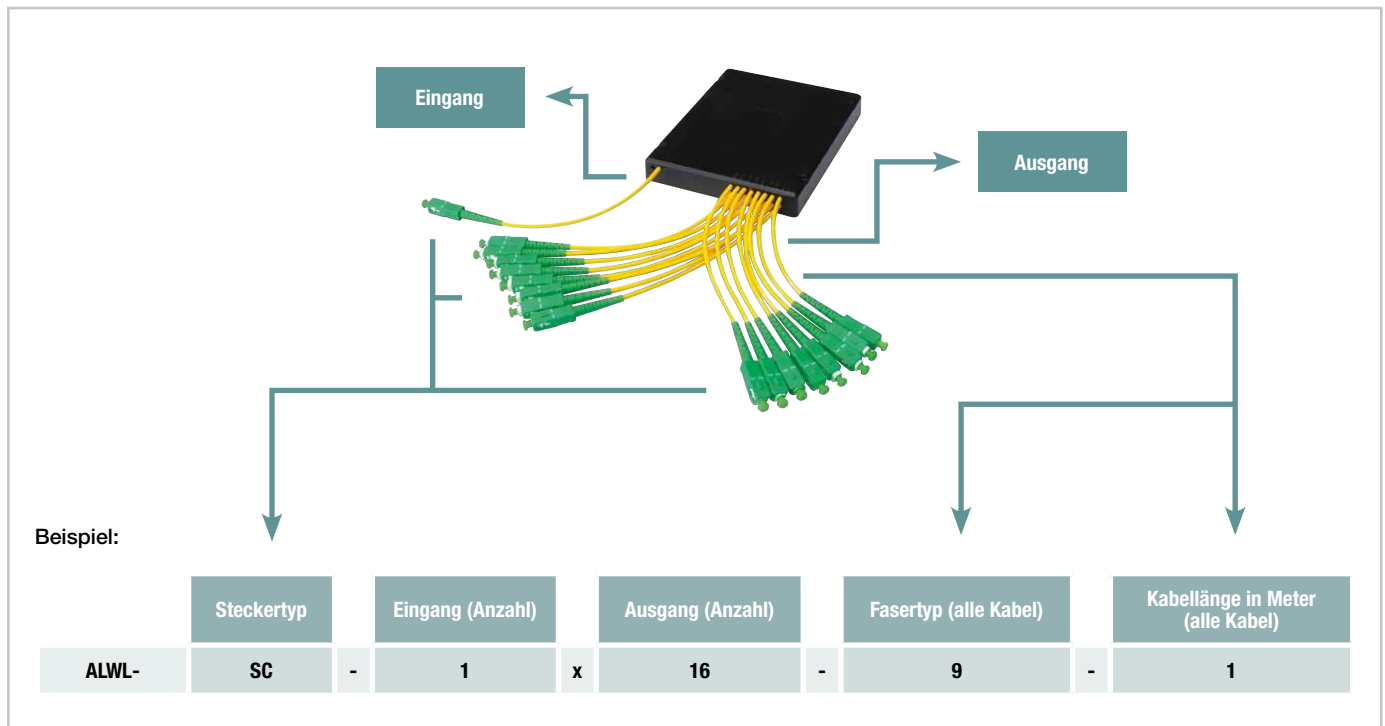 Eingang
Ausgang
Beispiel:
Steckertyp
Eingang (Anzahl)
Ausgang (Anzahl)
Fasertyp (alle Kabel)
Kabellänge in Meter
(alle Kabel)
ALWL- SC - 1 x 16 - 9 - 1